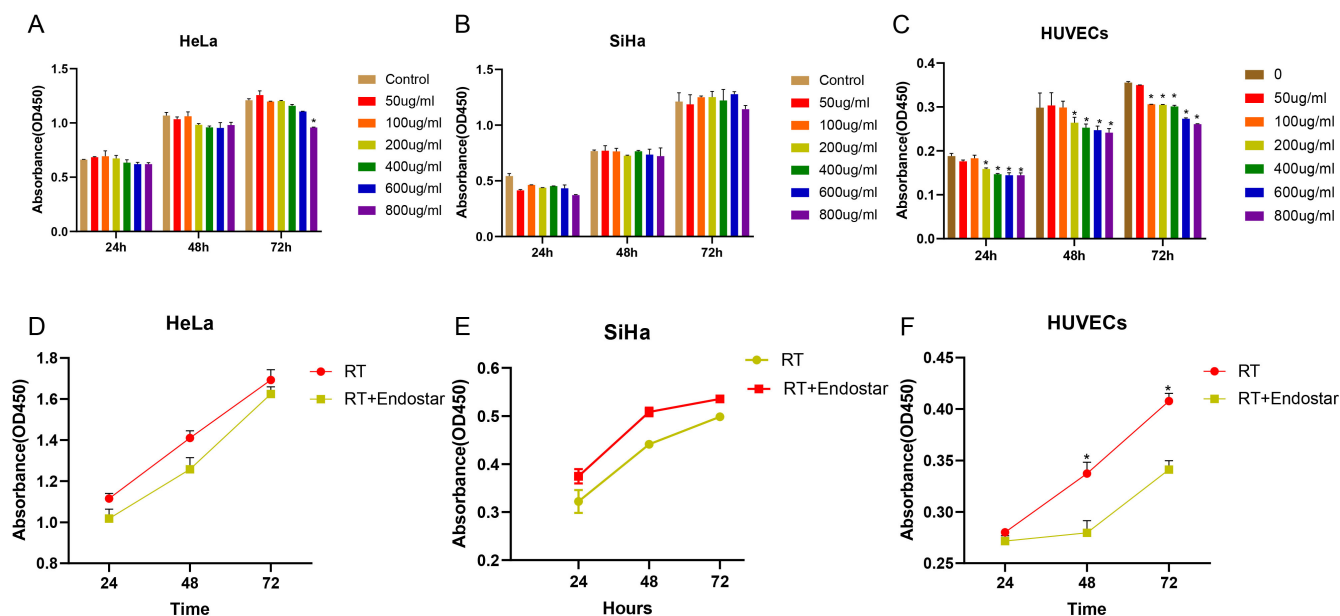 A
HeLa
Absorbance(OD450)
1.5
1.0
0.5
0.0
24h
48h
72h
*
Control
50ug/ml
100ug/ml
200ug/ml
400ug/ml
600ug/ml
800ug/ml
B
SiHa
Absorbance(OD450)
1.5
1.0
0.5
0.0
24h
48h
72h
Control
50ug/ml
100ug/ml
200ug/ml
400ug/ml
600ug/ml
800ug/ml
C
HUVECs
Absorbance(OD450)
0.4
0.3
0.2
0.1
0.0
* * * *
* * * *
* * * * *
24h
48h
72h
0
50ug/ml
100ug/ml
200ug/ml
400ug/ml
600ug/ml
800ug/ml
D
HeLa
Absorbance(OD450)
1.8
1.6
1.4
1.2
1.0
0.8
24
48
72
Time
RT
RT+Endostar
E
SiHa
Absorbance(OD450)
0.6
0.5
0.4
0.3
0.2
24
48
72
Hours
RT
RT+Endostar
F
HUVECs
Absorbance(OD450)
0.45
0.40
0.35
0.30
0.25
*
*
24
48
72
Time
RT
RT+Endostar